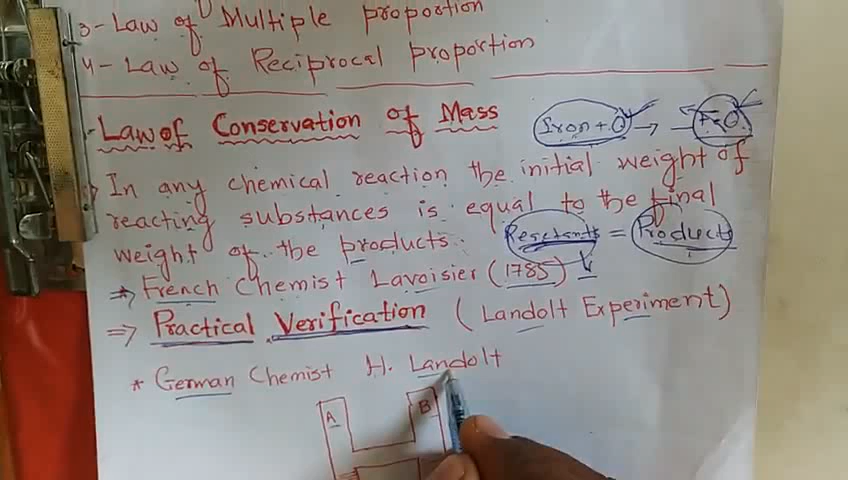 3- Law of Multiple proportion
4- Law of Reciprocal proportion
Law of Conservation of Mass
Iron + O →
In any chemical reaction the initial weight of
reacting substances is equal to the final
weight of the products.
Reactants = Products
French Chemist Lavoisier (1785)
⇒ Practical Verification (Landolt Experiment)
* German Chemist H. Landolt
A B